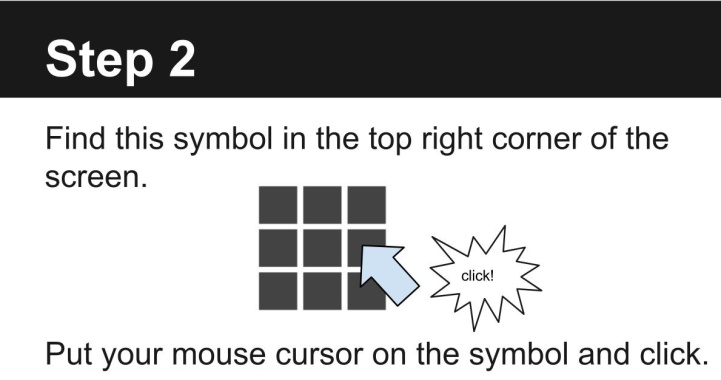 Step 2
Find this symbol in the top right corner of the
screen.
click!
Put your mouse cursor on the symbol and click.